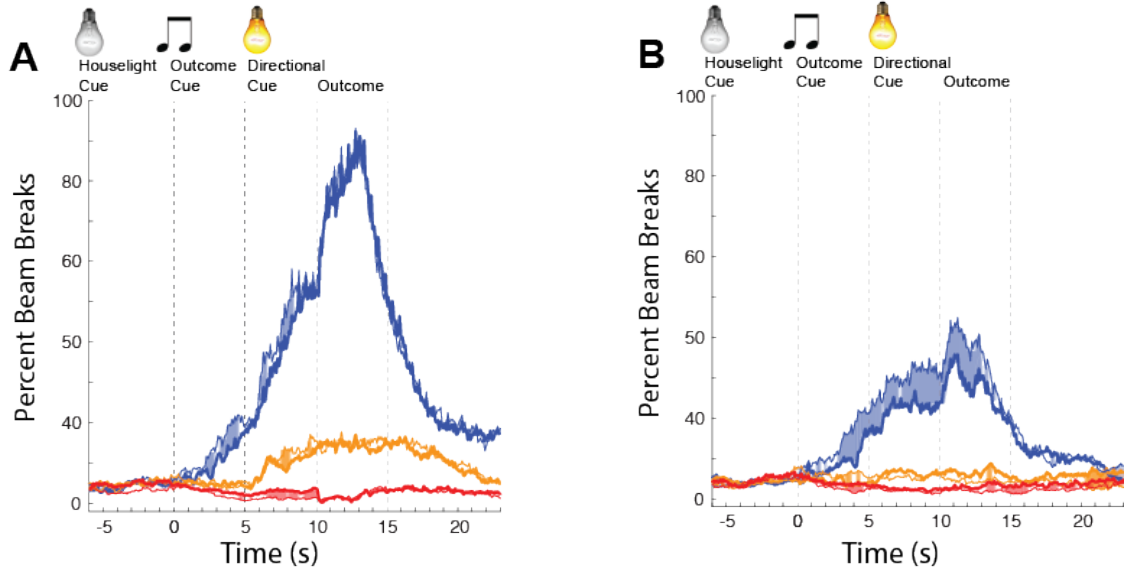 A
Houselight Outcome Directional
Cue Cue Cue Outcome
100
80
60
50
40
0
Percent Beam Breaks
-5 0 5 10 15 20
Time (s)
B
Houselight Outcome Directional
Cue Cue Cue Outcome
100
80
60
50
40
0
Percent Beam Breaks
-5 0 5 10 15 20
Time (s)